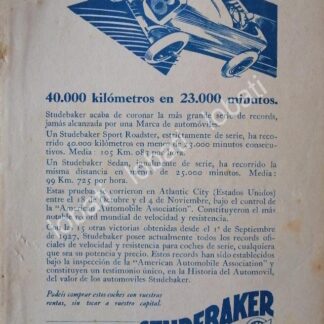 40.000 kilómetros en 23.000 minutos.
Studebaker acaba de coronar la más grande serie de records,
jamás alcanzada por una Marca de automóviles.
Un Studebaker Sport Roadster, estrictamente de serie, ha recor-
rido 40.000 kilómetros en menos de 23.000 minutos consecu-
tivos. Media: 105 Km. 083 por hora.
Un Studebaker Sedan, igualmente de serie, ha recorrido la
misma distancia en total de 25.000 minutos. Media:
99 Km. 725 por hora.
Estas pruebas se corrieron en Atlantic City (Estados Unidos)
entre el 18 de Octubre y el 4 de Noviembre, bajo el control de
la "American Automobile Association". Constituyeron el más
mundial de velocidad y resistencia.
15 otras victorias obtenidas desde el 1º de Septiembre
de 1927, Studebaker posee actualmente todos los records ofi-
ciales de velocidad y resistencia para coches de serie, cualquiera
que sea su potencia o precio. Estos records han sido establecidos
bajo la inspección de la "American Automobile Association" y
constituyen un testimonio único, en la Historia del Automovil,
del valor de los automoviles Studebaker.
Podéis comprar estos coches con vuestras
rentas, sin tocar a vuestro capital.
STUDEBAKER